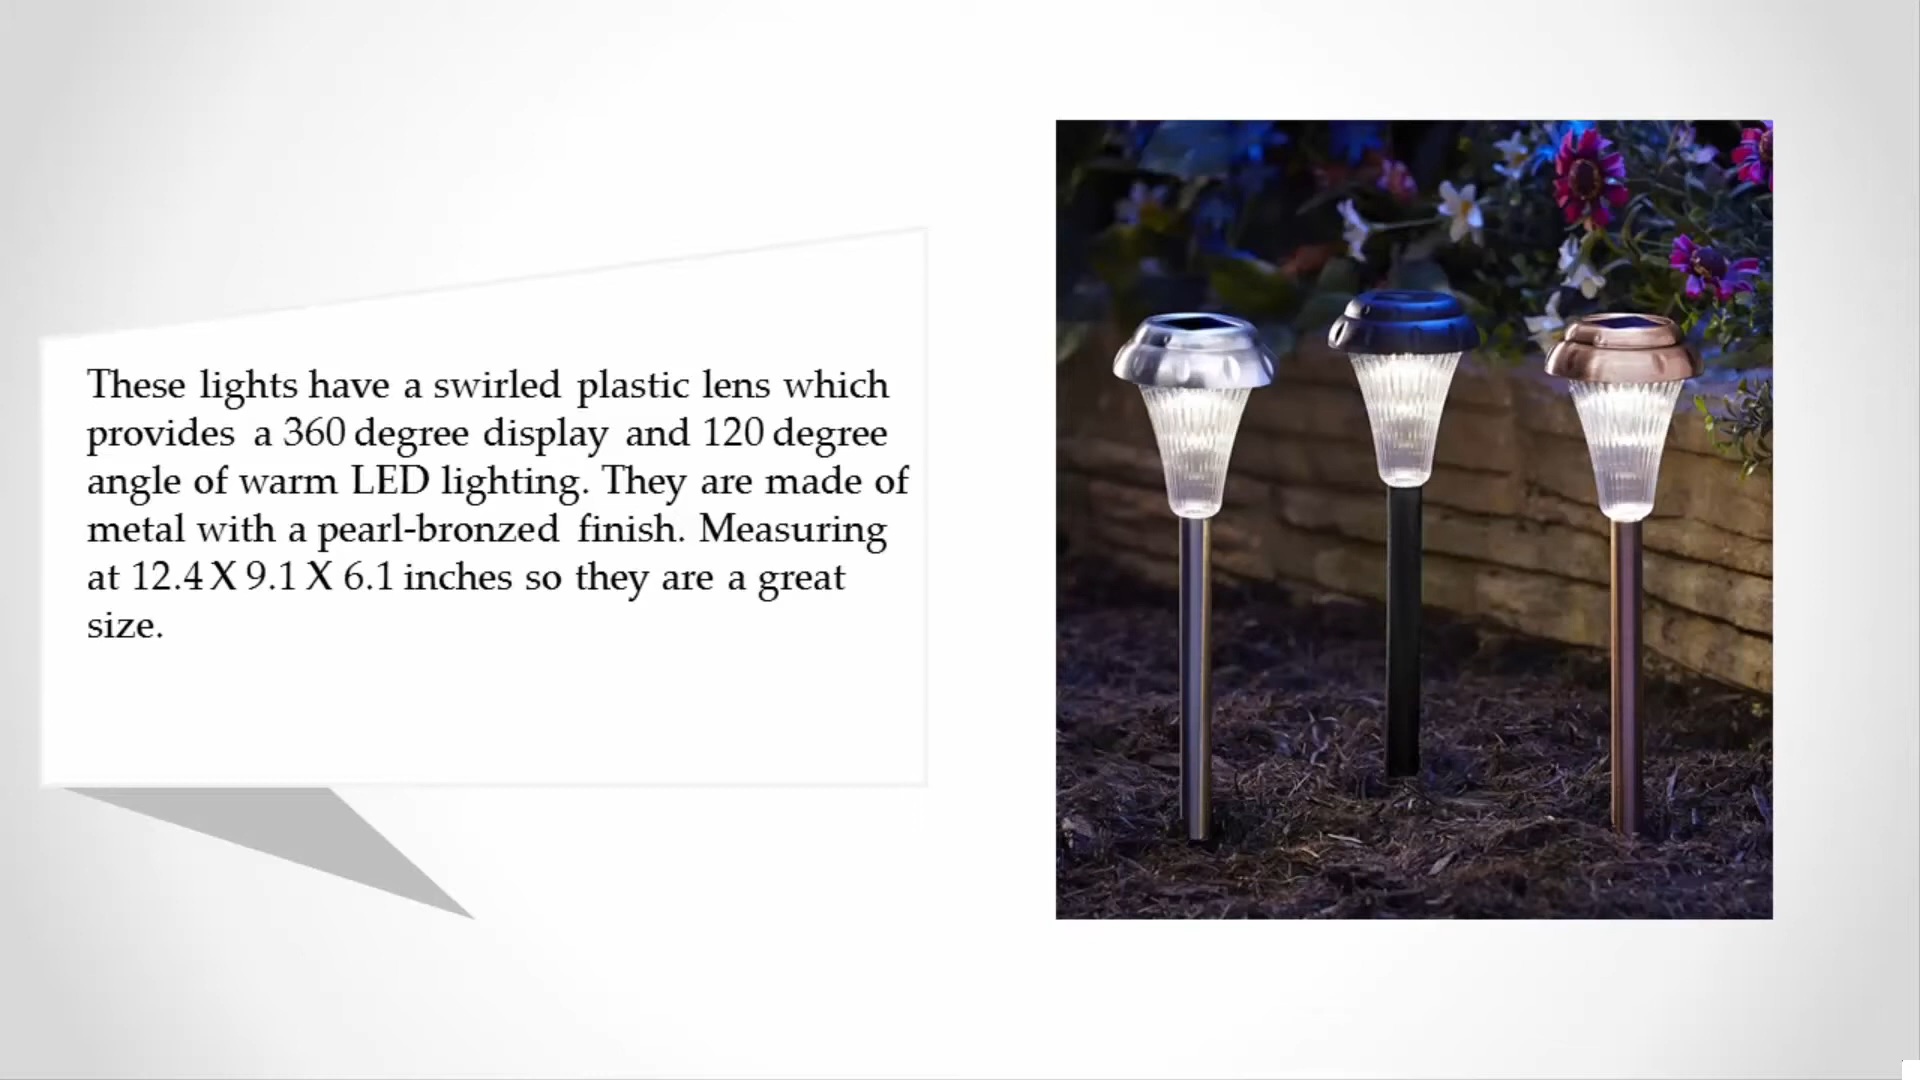 These lights have a swirled plastic lens which
provides a 360 degree display and 120 degree
angle of warm LED lighting. They are made of
metal with a pearl-bronzed finish. Measuring
at 12.4 X 9.1 X 6.1 inches so they are a great
size.